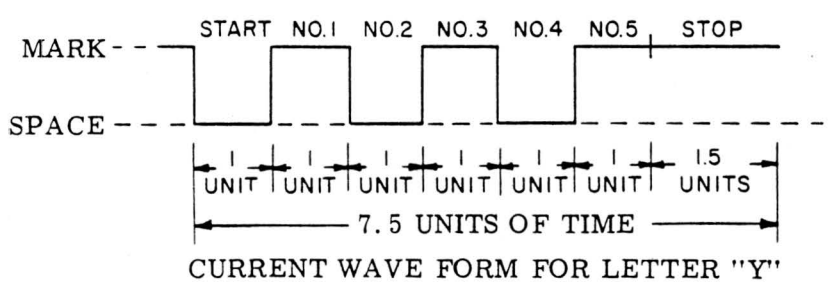 START NO.1 NO.2 NO.3 NO.4 NO.5 STOP
MARK
SPACE
1 1 1 1 1 1 1.5
UNIT UNIT UNIT UNIT UNIT UNIT UNITS
7.5 UNITS OF TIME
CURRENT WAVE FORM FOR LETTER "Y"